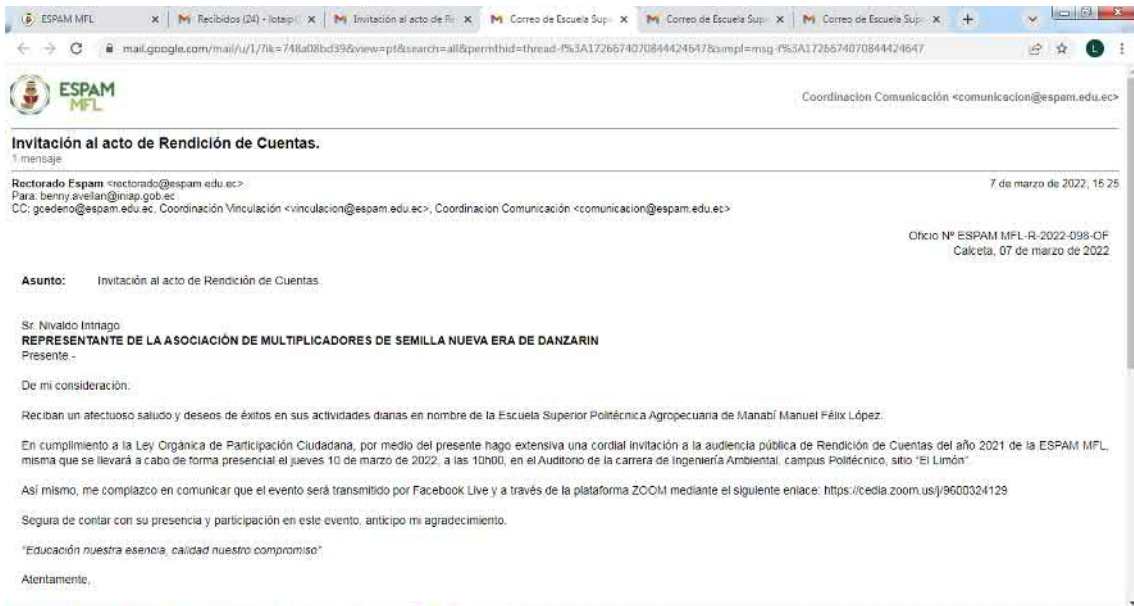 ESPAM MFL
Recibidos (24) - lotaip
Invitación al acto de Re
Correo de Escuela Sup
Correo de Escuela Sup
Correo de Escuela Sup
mail.google.com/mail/u/1/?ik=748a08bd39&view=pt&search=all&permthid=thread-f%3A1726674070844424647&simpl=msg-f%3A1726674070844424647
L
ESPAM
MFL
Coordinacion Comunicación <comunicacion@espam.edu.ec>
Invitación al acto de Rendición de Cuentas.
1 mensaje
Rectorado Espam <rectorado@espam.edu.ec>
7 de marzo de 2022, 15:25
Para: benny.avellan@iniap.gob.ec
CC: gcedeno@espam.edu.ec, Coordinación Vinculación <vinculacion@espam.edu.ec>, Coordinacion Comunicación <comunicacion@espam.edu.ec>
Oficio Nº ESPAM MFL-R-2022-098-OF
Calceta, 07 de marzo de 2022
Asunto: Invitación al acto de Rendición de Cuentas.
Sr. Nivaldo Intriago
REPRESENTANTE DE LA ASOCIACIÓN DE MULTIPLICADORES DE SEMILLA NUEVA ERA DE DANZARIN
Presente.-
De mi consideración:
Reciban un afectuoso saludo y deseos de éxitos en sus actividades diarias en nombre de la Escuela Superior Politécnica Agropecuaria de Manabí Manuel Félix López.
En cumplimiento a la Ley Orgánica de Participación Ciudadana, por medio del presente hago extensiva una cordial invitación a la audiencia pública de Rendición de Cuentas del año 2021 de la ESPAM MFL,
misma que se llevará a cabo de forma presencial el jueves 10 de marzo de 2022, a las 10h00, en el Auditorio de la carrera de Ingeniería Ambiental, campus Politécnico, sitio "El Limón".
Así mismo, me complazco en comunicar que el evento será transmitido por Facebook Live y a través de la plataforma ZOOM mediante el siguiente enlace: https://cedia.zoom.us/j/9600324129
Segura de contar con su presencia y participación en este evento, anticipo mi agradecimiento.
"Educación nuestra esencia, calidad nuestro compromiso"
Atentamente,